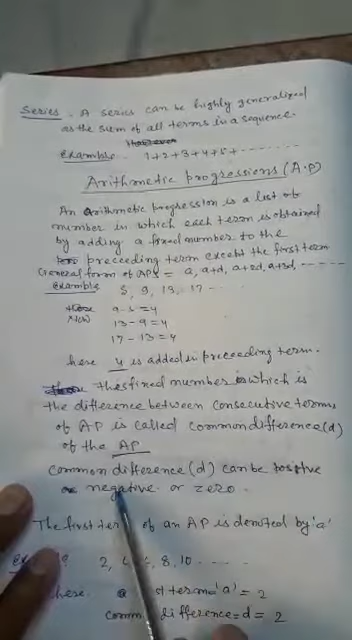 Series. A series can be highly generalized
as the sum of all terms in a sequence.
Example. 1+2+3+4+5+-------
Arithmetic progressions (A.P)
An Arithmetic progression is a list of
number in which each term is obtained
by adding a fixed number to the
preceeding term except the first term
General form of APs = a, a+d, a+2d, a+3d, -----
Example 5, 9, 13, 17 - - -
Now 9-5=4
13-9=4
17-13=4
here 4 is added in preceeding term.
the fixed number which is
the difference between consecutive terms
of AP is called common difference (d)
of the AP
common difference (d) can be positive
negative or zero.
The first term of an AP is denoted by 'a'
2, 8, 10 - - - -
here term 'a' = 2
difference = d = 2